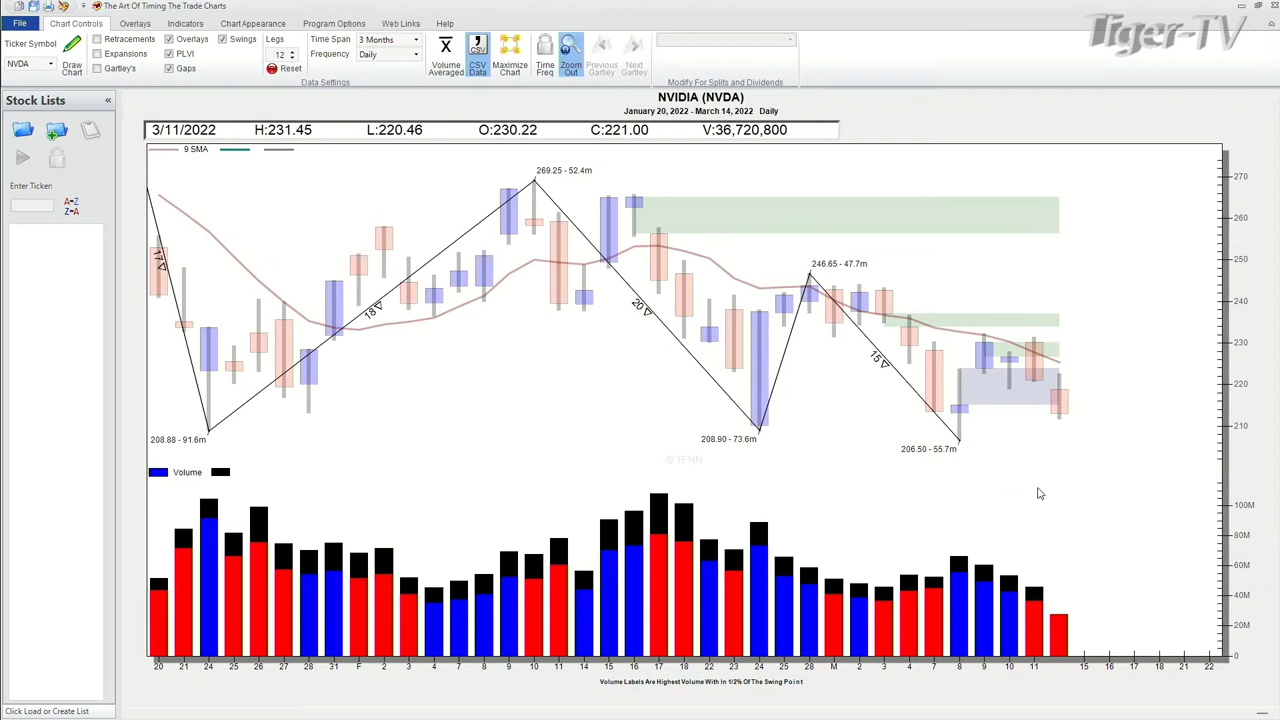 The Art Of Timing The Trade Charts
Tiger-TV
File Chart Controls Overlays Indicators Chart Appearance Program Options Web Links Help
Ticker Symbol
NVDA
Draw Chart
Retracements Overlays Swings
Expansions PLVI
Gartley's Gaps
Legs
12
Reset
Time Span 3 Months
Frequency Daily
Data Settings
Volume Averaged
CSV
CSV Data
Maximize Chart
Time Freq
Zoom Out
Previous Gartley
Next Gartley
Modify For Splits and Dividends
Stock Lists «
Enter Ticker:
A-Z
Z-A
Click Load or Create List
NVIDIA (NVDA)
January 20, 2022 - March 14, 2022 Daily
3/11/2022 H:231.45 L:220.46 O:230.22 C:221.00 V:36,720,800
9 SMA
269.25 - 52.4m
246.65 - 47.7m
17
18
20
15
208.88 - 91.6m
208.90 - 73.6m
206.50 - 55.7m
© TFNN
270
260
250
240
230
220
210
Volume
100M
80M
60M
40M
20M
0
20 21 24 25 26 27 28 31 F 2 3 4 7 8 9 10 11 14 15 16 17 18 22 23 24 25 28 M 2 3 4 7 8 9 10 11 15 16 17 18 21 22
Volume Labels Are Highest Volume With In 1/2% Of The Swing Point